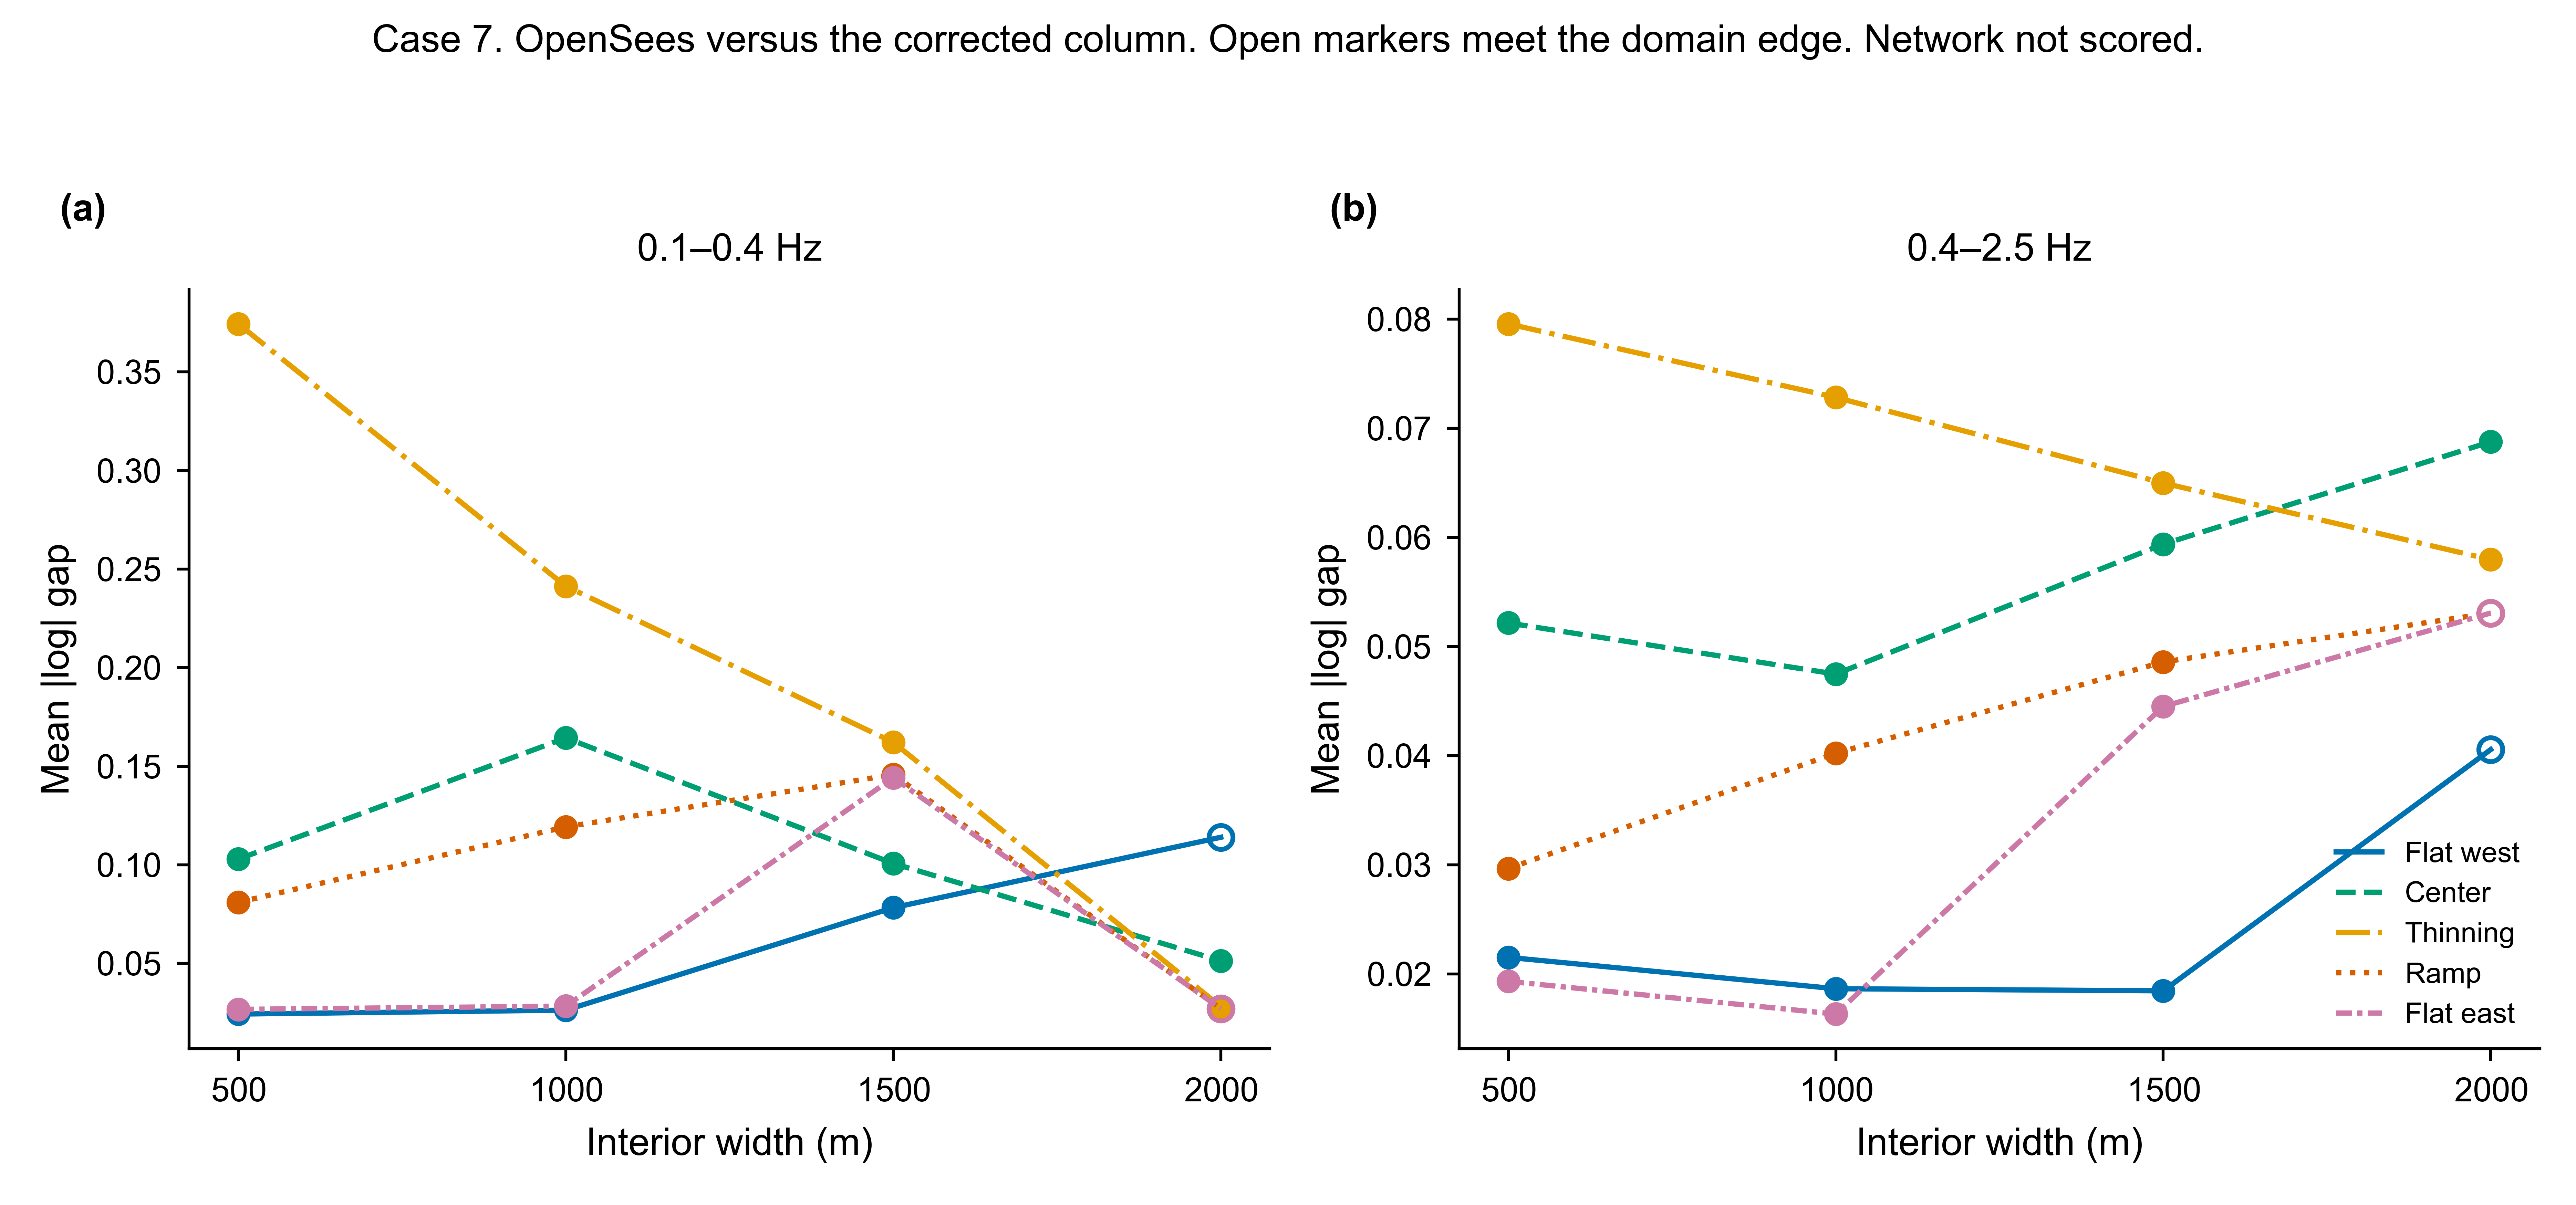 Case 7. OpenSees versus the corrected column. Open markers meet the domain edge. Network not scored.
(a)
0.1–0.4 Hz
Mean |log| gap
0.35
0.30
0.25
0.20
0.15
0.10
0.05
500 1000 1500 2000
Interior width (m)
(b)
0.4–2.5 Hz
Mean |log| gap
0.08
0.07
0.06
0.05
0.04
0.03
0.02
Flat west
Center
Thinning
Ramp
Flat east
500 1000 1500 2000
Interior width (m)